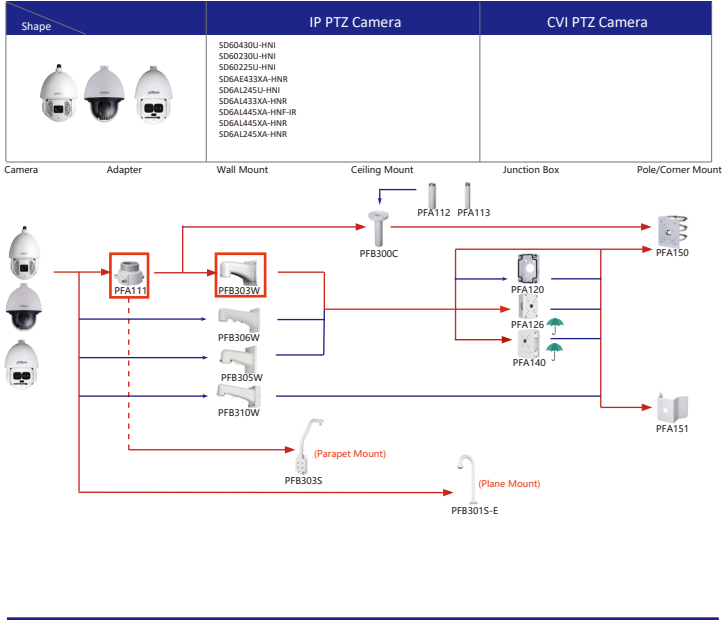 Shape
IP PTZ Camera
CVI PTZ Camera
SD60430U-HNI
SD60230U-HNI
SD60225U-HNI
SD6AE433XA-HNR
SD6AL245U-HNI
SD6AL433XA-HNR
SD6AL445XA-HNF-IR
SD6AL445XA-HNR
SD6AL245XA-HNR
Camera
Adapter
Wall Mount
Ceiling Mount
Junction Box
Pole/Corner Mount
PFA112
PFA113
PFB300C
PFA150
PFA111
PFB303W
PFA120
PFA126
PFB306W
PFA140
PFB305W
PFB310W
PFA151
(Parapet Mount)
PFB303S
(Plane Mount)
PFB301S-E